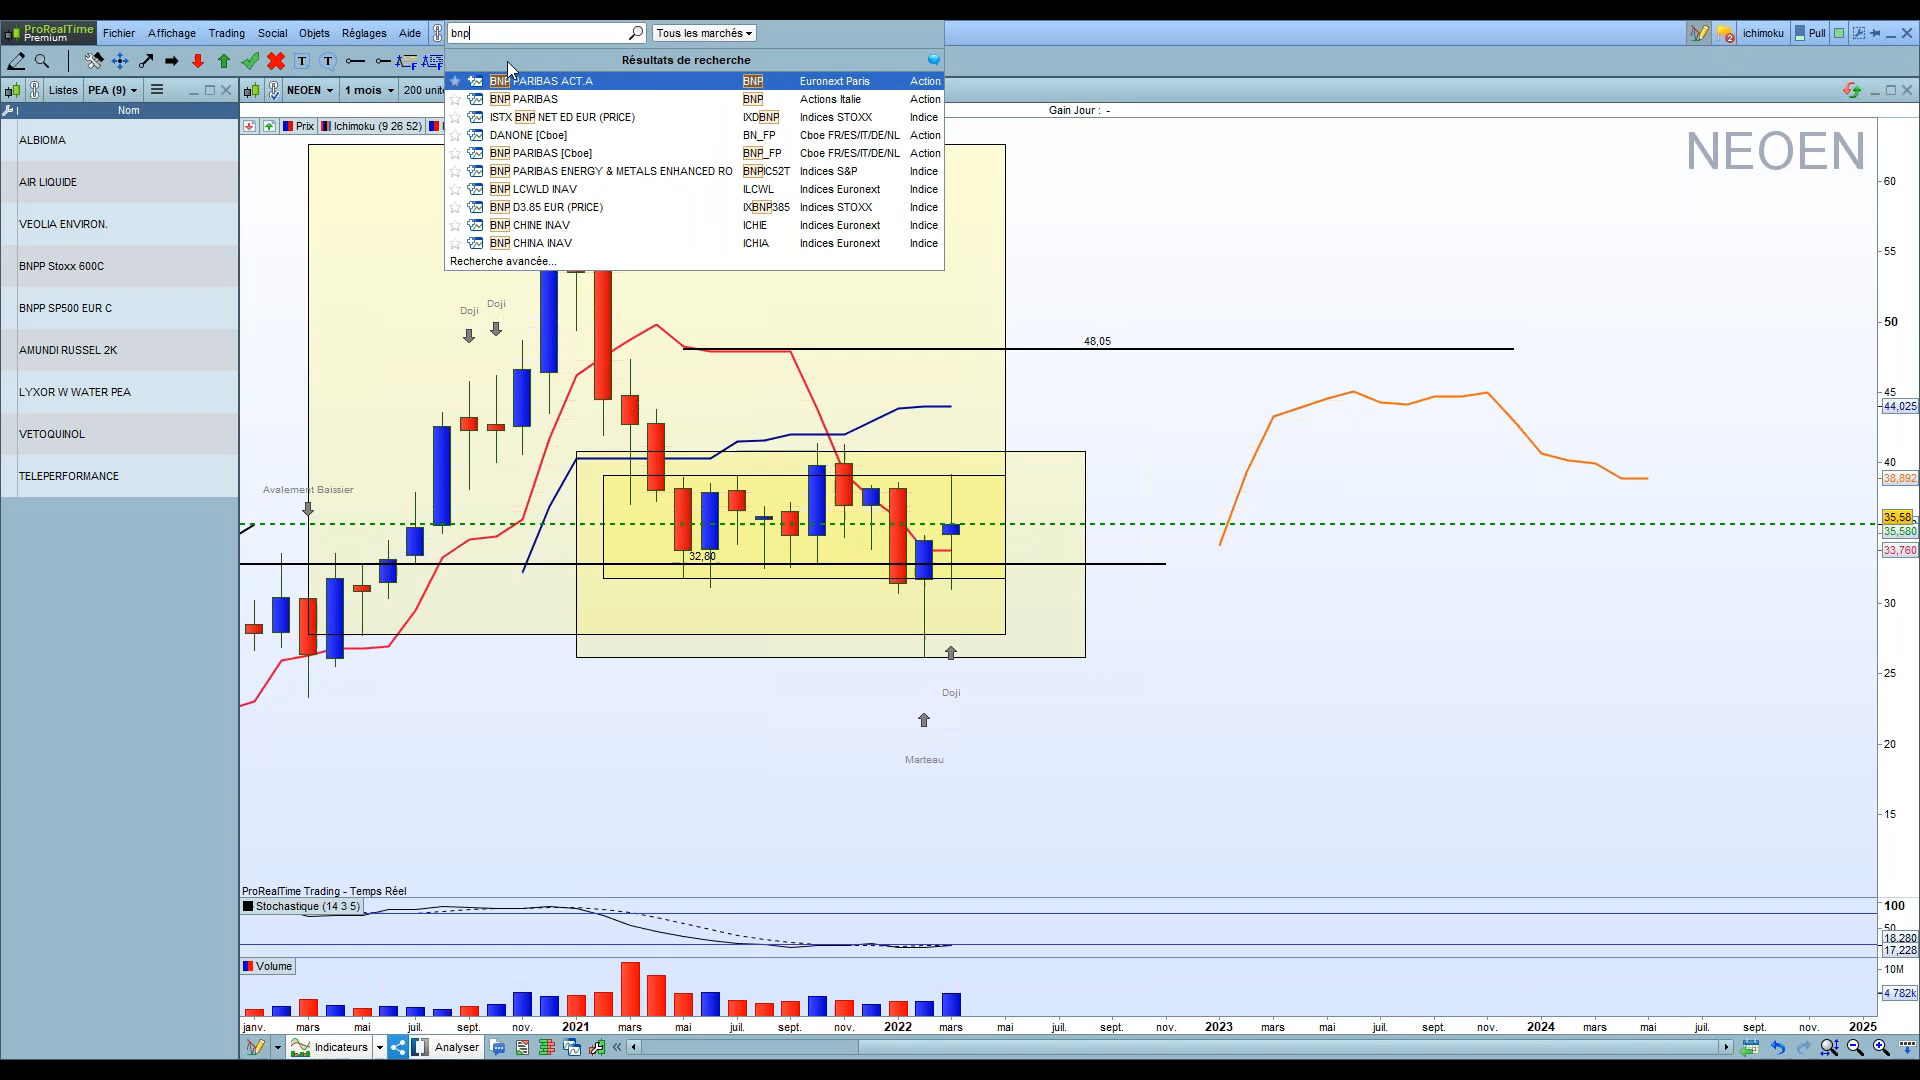 ProRealTime Premium Fichier Affichage Trading Social Objets Réglages Aide bnp Tous les marchés ichimoku Pull
Résultats de recherche
BNP PARIBAS ACT.A BNP Euronext Paris Action
BNP PARIBAS BNP Actions Italie Action
ISTX BNP NET ED EUR (PRICE) IXDBNP Indices STOXX Indice
DANONE [Cboe] BN_FP Cboe FR/ES/IT/DE/NL Action
BNP PARIBAS [Cboe] BNP_FP Cboe FR/ES/IT/DE/NL Action
BNP PARIBAS ENERGY & METALS ENHANCED RO BNPIC52T Indices S&P Indice
BNP LCWLD INAV ILCWL Indices Euronext Indice
BNP D3.85 EUR (PRICE) IXBNP385 Indices STOXX Indice
BNP CHINE INAV ICHIE Indices Euronext Indice
BNP CHINA INAV ICHIA Indices Euronext Indice
Recherche avancée...
Listes PEA (9)
Nom
ALBIOMA
AIR LIQUIDE
VEOLIA ENVIRON.
BNPP Stoxx 600C
BNPP SP500 EUR C
AMUNDI RUSSEL 2K
LYXOR W WATER PEA
VETOQUINOL
TELEPERFORMANCE
NEOEN 1 mois 200 unité
Gain Jour : -
Prix Ichimoku (9 26 52)
NEOEN
Doji Doji
48,05
Avalement Baissier
32,80
Doji
Marteau
60
55
50
45
44,025
40
38,892
35,58
35,580
33,760
30
25
20
15
ProRealTime Trading - Temps Réel
Stochastique (14 3 5)
100
50
18,280
17,228
Volume
10M
4 782k
janv. mars mai juil. sept. nov. 2021 mars mai juil. sept. nov. 2022 mars mai juil. sept. nov. 2023 mars mai juil. sept. nov. 2024 mars mai juil. sept. nov. 2025
Indicateurs Analyser